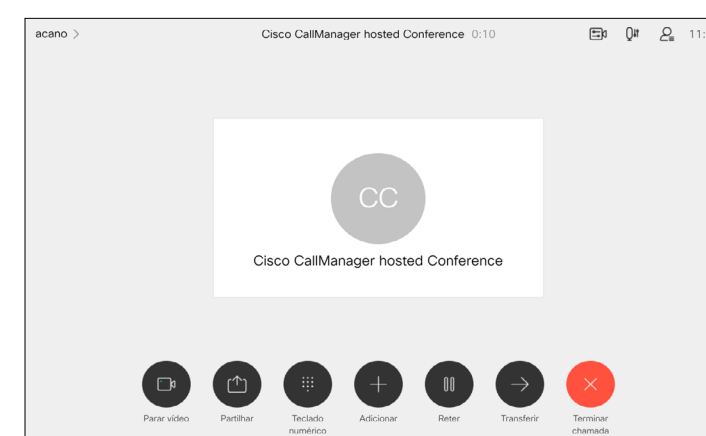 acano >
Cisco CallManager hosted Conference 0:10
11:
CC
Cisco CallManager hosted Conference
Parar vídeo
Partilhar
Teclado
numérico
Adicionar
Reter
Transferir
Terminar
chamada